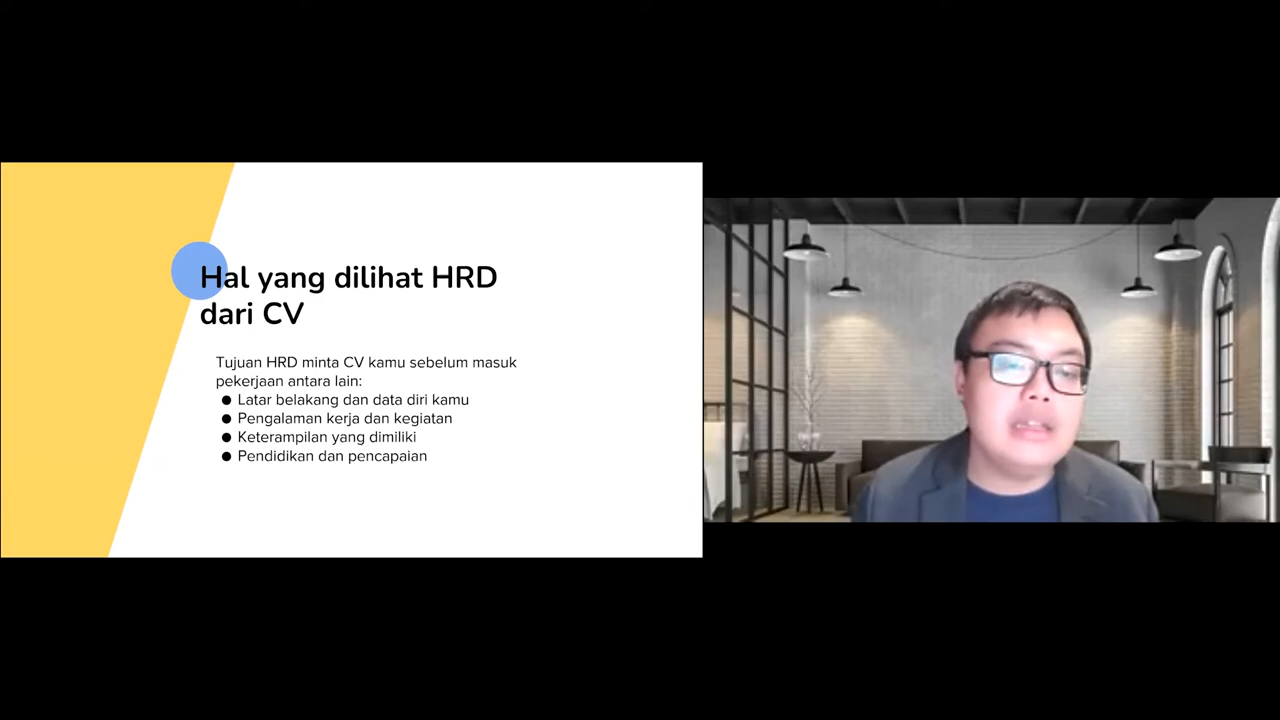 Hal yang dilihat HRD
dari CV
Tujuan HRD minta CV kamu sebelum masuk
pekerjaan antara lain:
● Latar belakang dan data diri kamu
● Pengalaman kerja dan kegiatan
● Keterampilan yang dimiliki
● Pendidikan dan pencapaian